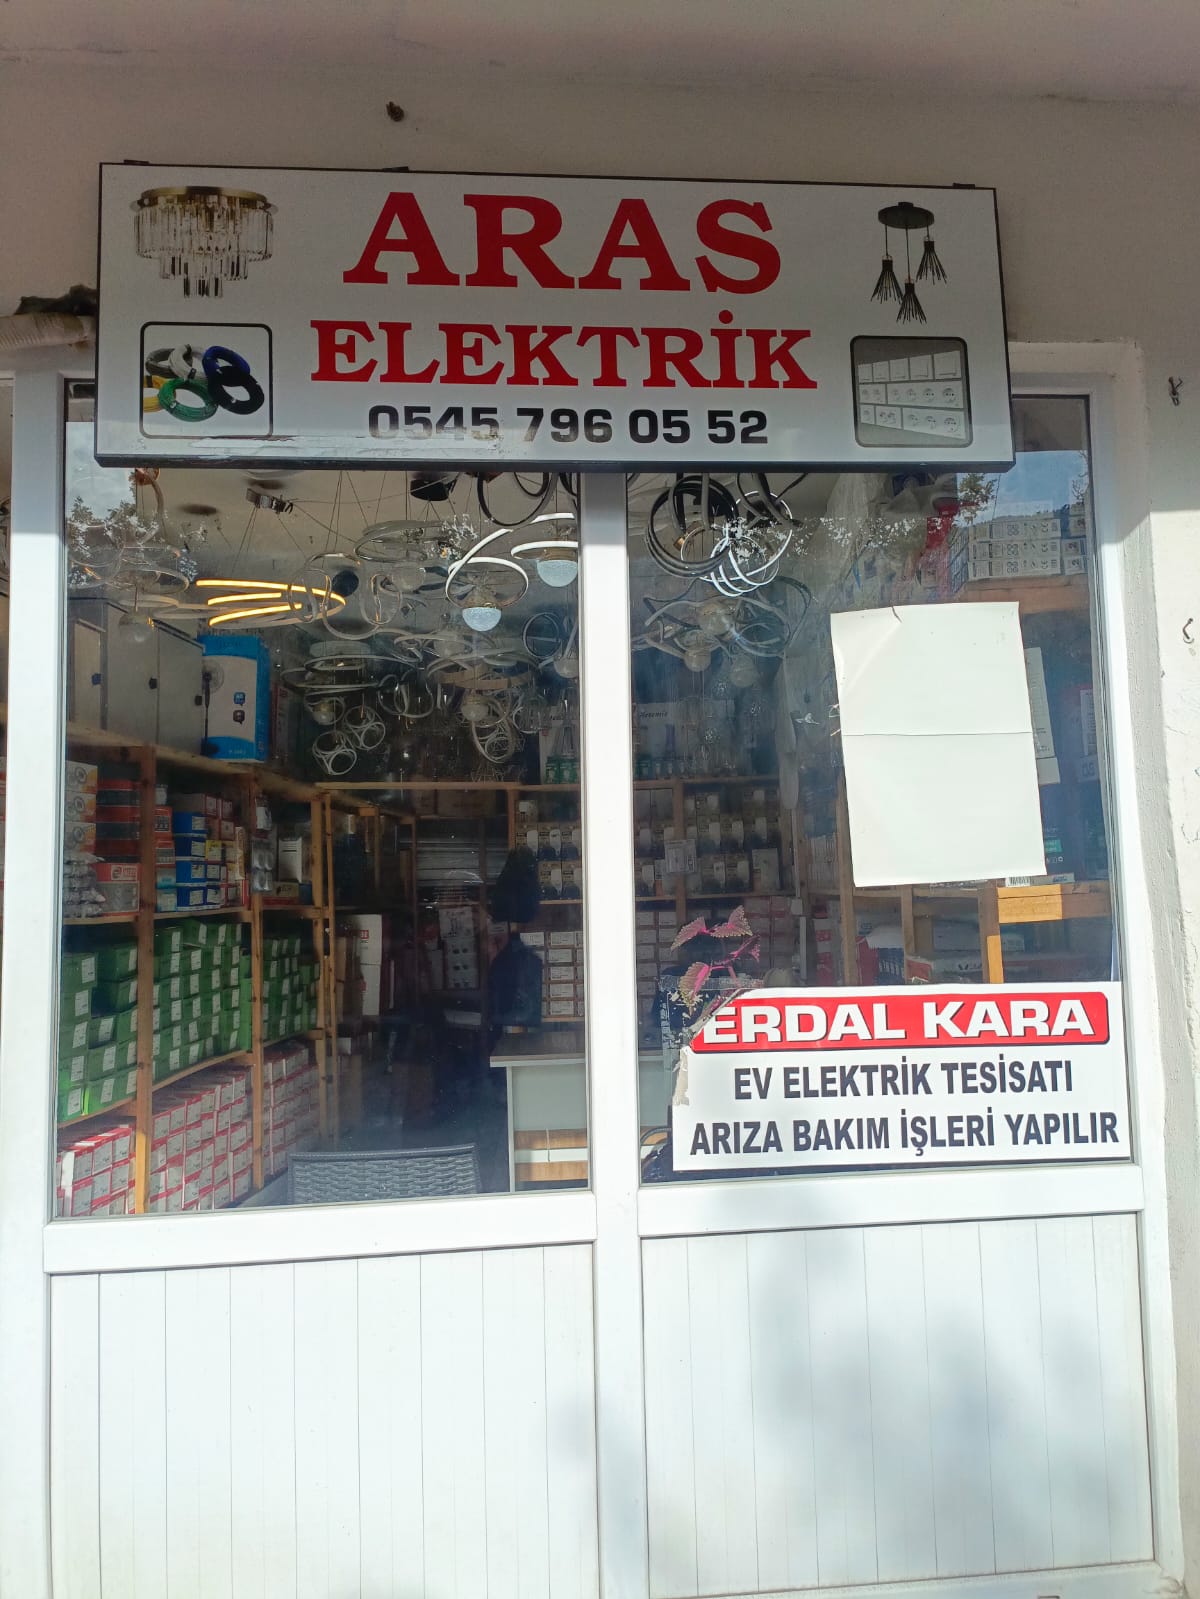 ARAS
ELEKTRİK
0545 796 05 52
ERDAL KARA
EV ELEKTRİK TESİSATI
ARIZA BAKIM İŞLERİ YAPILIR